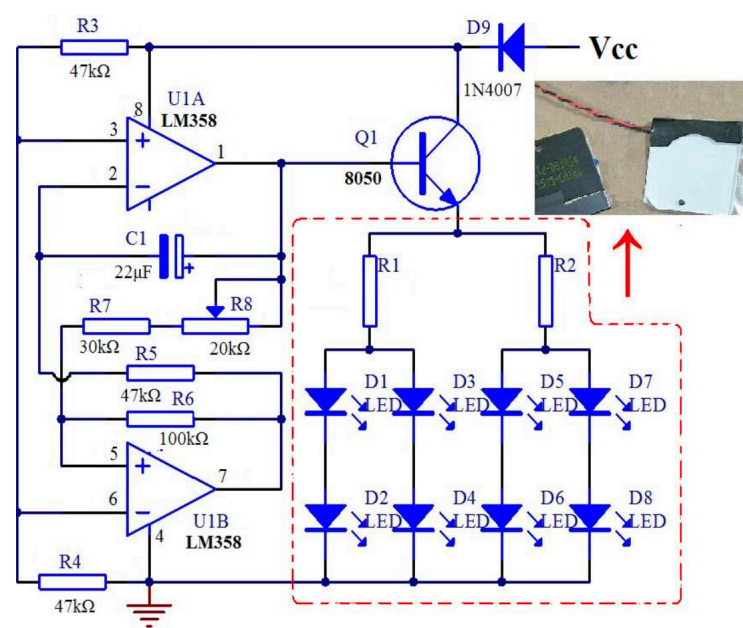 R3
47kΩ
D9
Vcc
1N4007
U1A
LM358
8
3
2
1
Q1
8050
C1
22μF
+
R7
30kΩ
R8
20kΩ
R5
47kΩ
R6
100kΩ
5
6
7
4
U1B
LM358
R4
47kΩ
R1
R2
D1
LED
D3
LED
D5
LED
D7
LED
D2
LED
D4
LED
D6
LED
D8
LED